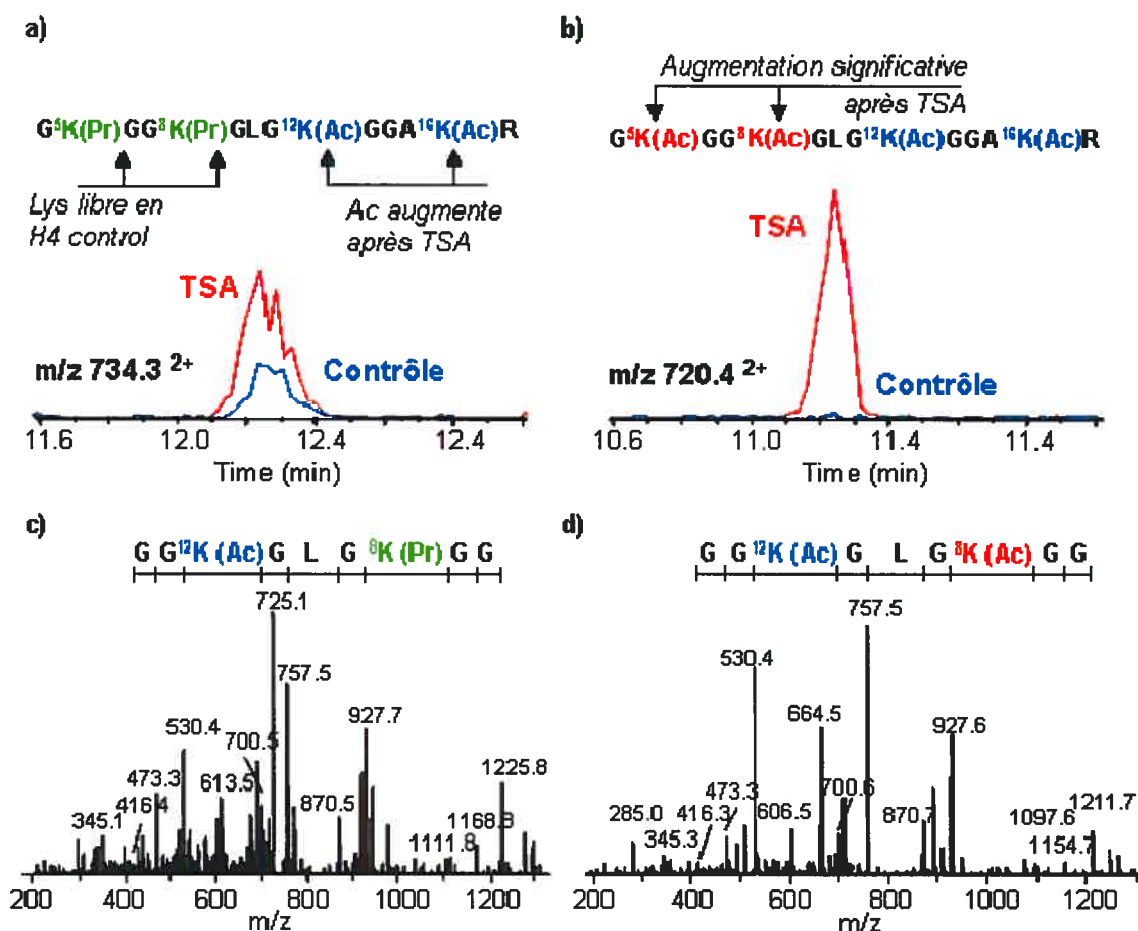 a)
G⁵K(Pr)GG⁸K(Pr)GLG¹²K(Ac)GGA¹⁶K(Ac)R
Lys libre en
H4 control
Ac augmente
après TSA
TSA
Contrôle
m/z 734.3 ²⁺
11.6 12.0 12.4 12.4
Time (min)
b)
Augmentation significative
après TSA
G⁵K(Ac)GG⁸K(Ac)GLG¹²K(Ac)GGA¹⁶K(Ac)R
TSA
Contrôle
m/z 720.4 ²⁺
10.6 11.0 11.4 11.4
Time (min)
c)
G G ¹²K (Ac) G L G ⁸K (Pr) G G
725.1
757.5
530.4
700.5
927.7
473.3
613.5
1225.8
416.4
345.1
870.5
1168.8
1111.8
200 400 600 800 1000 1200
m/z
d)
G G ¹²K (Ac) G L G ⁸K(Ac) G G
757.5
530.4
664.5
927.6
473.3
700.6
285.0
416.3
606.5
870.7
1097.6
1211.7
345.3
1154.7
200 400 600 800 1000 1200
m/z